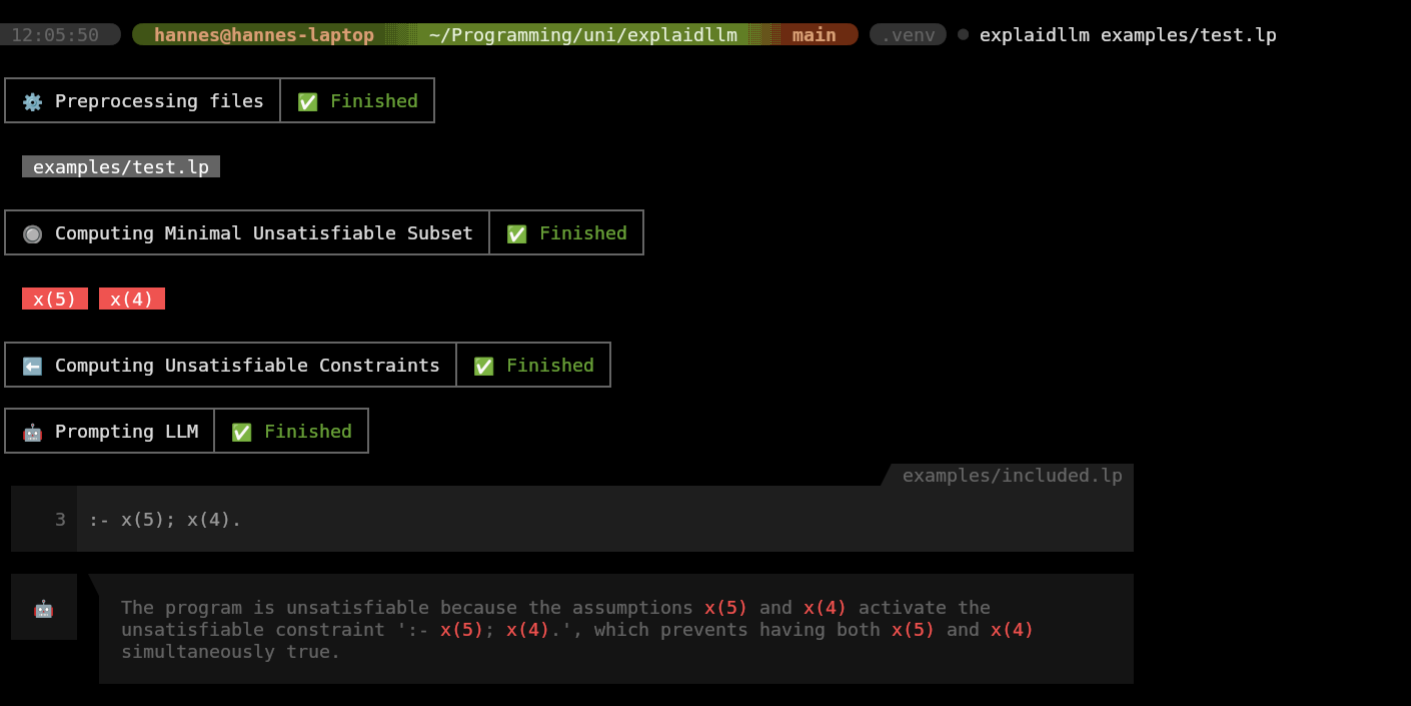 12:05:50 hannes@hannes-laptop ~/Programming/uni/explaidllm main .venv explaidllm examples/test.lp
Preprocessing files Finished
examples/test.lp
Computing Minimal Unsatisfiable Subset Finished
x(5) x(4)
Computing Unsatisfiable Constraints Finished
Prompting LLM Finished
examples/included.lp
3 :- x(5); x(4).
The program is unsatisfiable because the assumptions x(5) and x(4) activate the
unsatisfiable constraint ':- x(5); x(4).', which prevents having both x(5) and x(4)
simultaneously true.